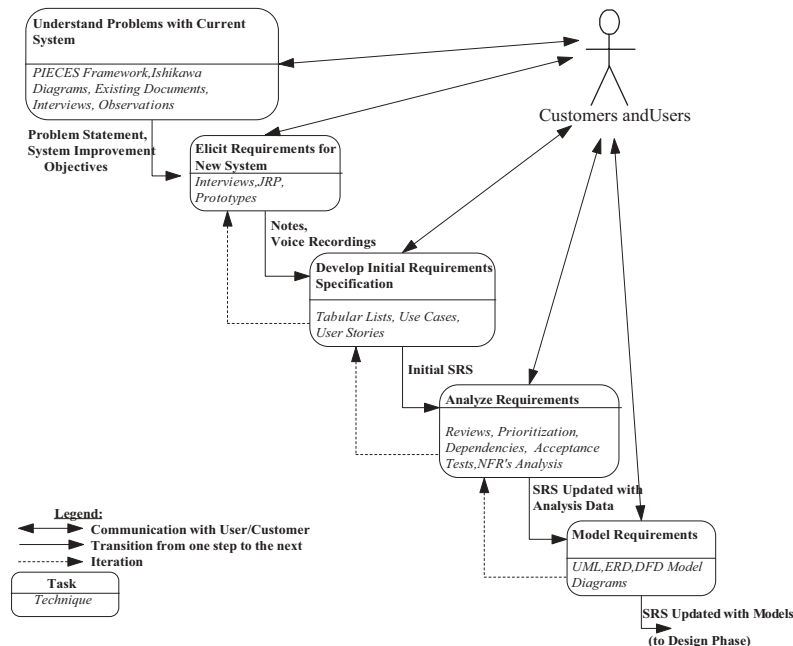 Understand Problems with Current
System
PIECES Framework,Ishikawa
Diagrams, Existing Documents,
Interviews, Observations
Customers andUsers
Problem Statement,
System Improvement
Objectives
Elicit Requirements for
New System
Interviews,JRP,
Prototypes
Notes,
Voice Recordings
Develop Initial Requirements
Specification
Tabular Lists, Use Cases,
User Stories
Initial SRS
Analyze Requirements
Reviews, Prioritization,
Dependencies, Acceptance
Tests,NFR's Analysis
SRS Updated with
Analysis Data
Model Requirements
UML,ERD,DFD Model
Diagrams
SRS Updated with Models
(to Design Phase)
Legend:
Communication with User/Customer
Transition from one step to the next
Iteration
Task
Technique